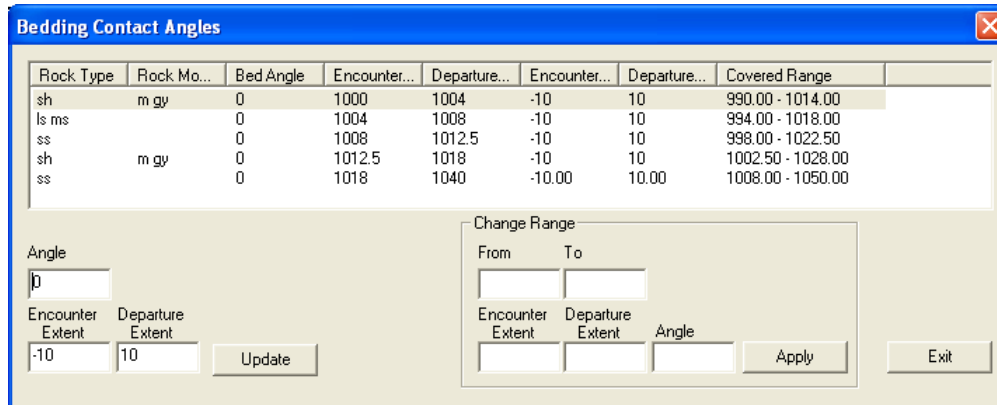 Bedding Contact Angles
Rock Type Rock Mo... Bed Angle Encounter... Departure... Encounter... Departure... Covered Range
sh m gy 0 1000 1004 -10 10 990.00 - 1014.00
ls ms 0 1004 1008 -10 10 994.00 - 1018.00
ss 0 1008 1012.5 -10 10 998.00 - 1022.50
sh m gy 0 1012.5 1018 -10 10 1002.50 - 1028.00
ss 0 1018 1040 -10.00 10.00 1008.00 - 1050.00
Change Range
Angle From To
0
Encounter Departure Encounter Departure
Extent Extent Extent Extent Angle
-10 10 Update Apply Exit